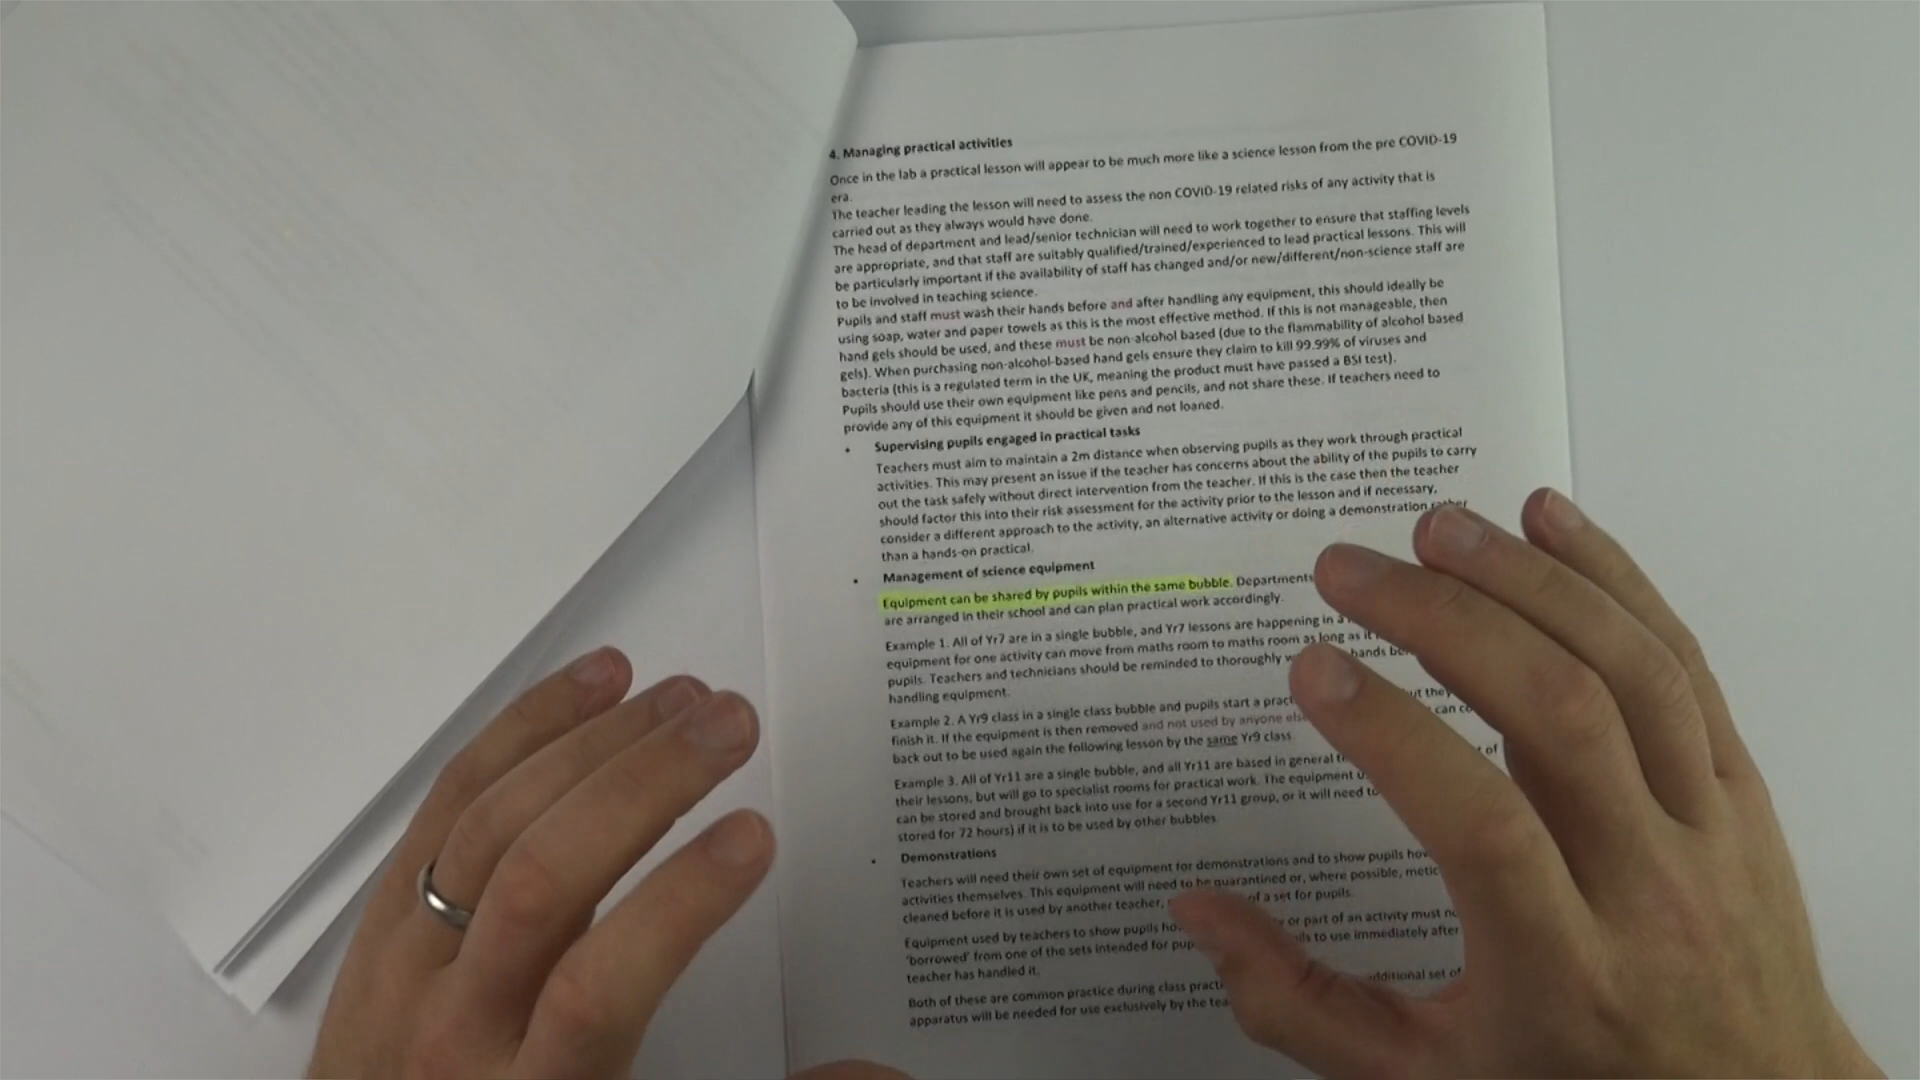 4. Managing practical activities
Once in the lab a practical lesson will appear to be much more like a science lesson from the pre COVID-19
era.
The teacher leading the lesson will need to assess the non COVID-19 related risks of any activity that is
carried out as they always would have done.
The head of department and lead/senior technician will need to work together to ensure that staffing levels
are appropriate, and that staff are suitably qualified/trained/experienced to lead practical lessons. This will
be particularly important if the availability of staff has changed and/or new/different/non-science staff are
to be involved in teaching science.
Pupils and staff must wash their hands before and after handling any equipment, this should ideally be
using soap, water and paper towels as this is the most effective method. If this is not manageable, then
hand gels should be used, and these must be non-alcohol based (due to the flammability of alcohol based
gels). When purchasing non-alcohol-based hand gels ensure they claim to kill 99.99% of viruses and
bacteria (this is a regulated term in the UK, meaning the product must have passed a BSI test).
Pupils should use their own equipment like pens and pencils, and not share these. If teachers need to
provide any of this equipment it should be given and not loaned.
• Supervising pupils engaged in practical tasks
Teachers must aim to maintain a 2m distance when observing pupils as they work through practical
activities. This may present an issue if the teacher has concerns about the ability of the pupils to carry
out the task safely without direct intervention from the teacher. If this is the case then the teacher
should factor this into their risk assessment for the activity prior to the lesson and if necessary,
consider a different approach to the activity, an alternative activity or doing a demonstration rather
than a hands-on practical.
• Management of science equipment
Equipment can be shared by pupils within the same bubble. Departments
are arranged in their school and can plan practical work accordingly.
Example 1. All of Yr7 are in a single bubble, and Yr7 lessons are happening in a
equipment for one activity can move from maths room to maths room as long as it
pupils. Teachers and technicians should be reminded to thoroughly hands
handling equipment.
Example 2. A Yr9 class in a single class bubble and pupils start a but they
finish it. If the equipment is then removed and not used by anyone can
back out to be used again the following lesson by the same Yr9 class
Example 3. All of Yr11 are a single bubble, and all Yr11 are based in general of
their lessons, but will go to specialist rooms for practical work. The equipment
can be stored and brought back into use for a second Yr11 group, or it will need to
stored for 72 hours) if it is to be used by other bubbles
• Demonstrations
Teachers will need their own set of equipment for demonstrations and to show pupils how
activities themselves. This equipment will need to be quarantined or, where possible,
cleaned before it is used by another teacher, of a set for pupils.
Equipment used by teachers to show pupils or part of an activity must
'borrowed' from one of the sets intended for to use immediately after
teacher has handled it.
Both of these are common practice during class additional set of
apparatus will be needed for use exclusively by the